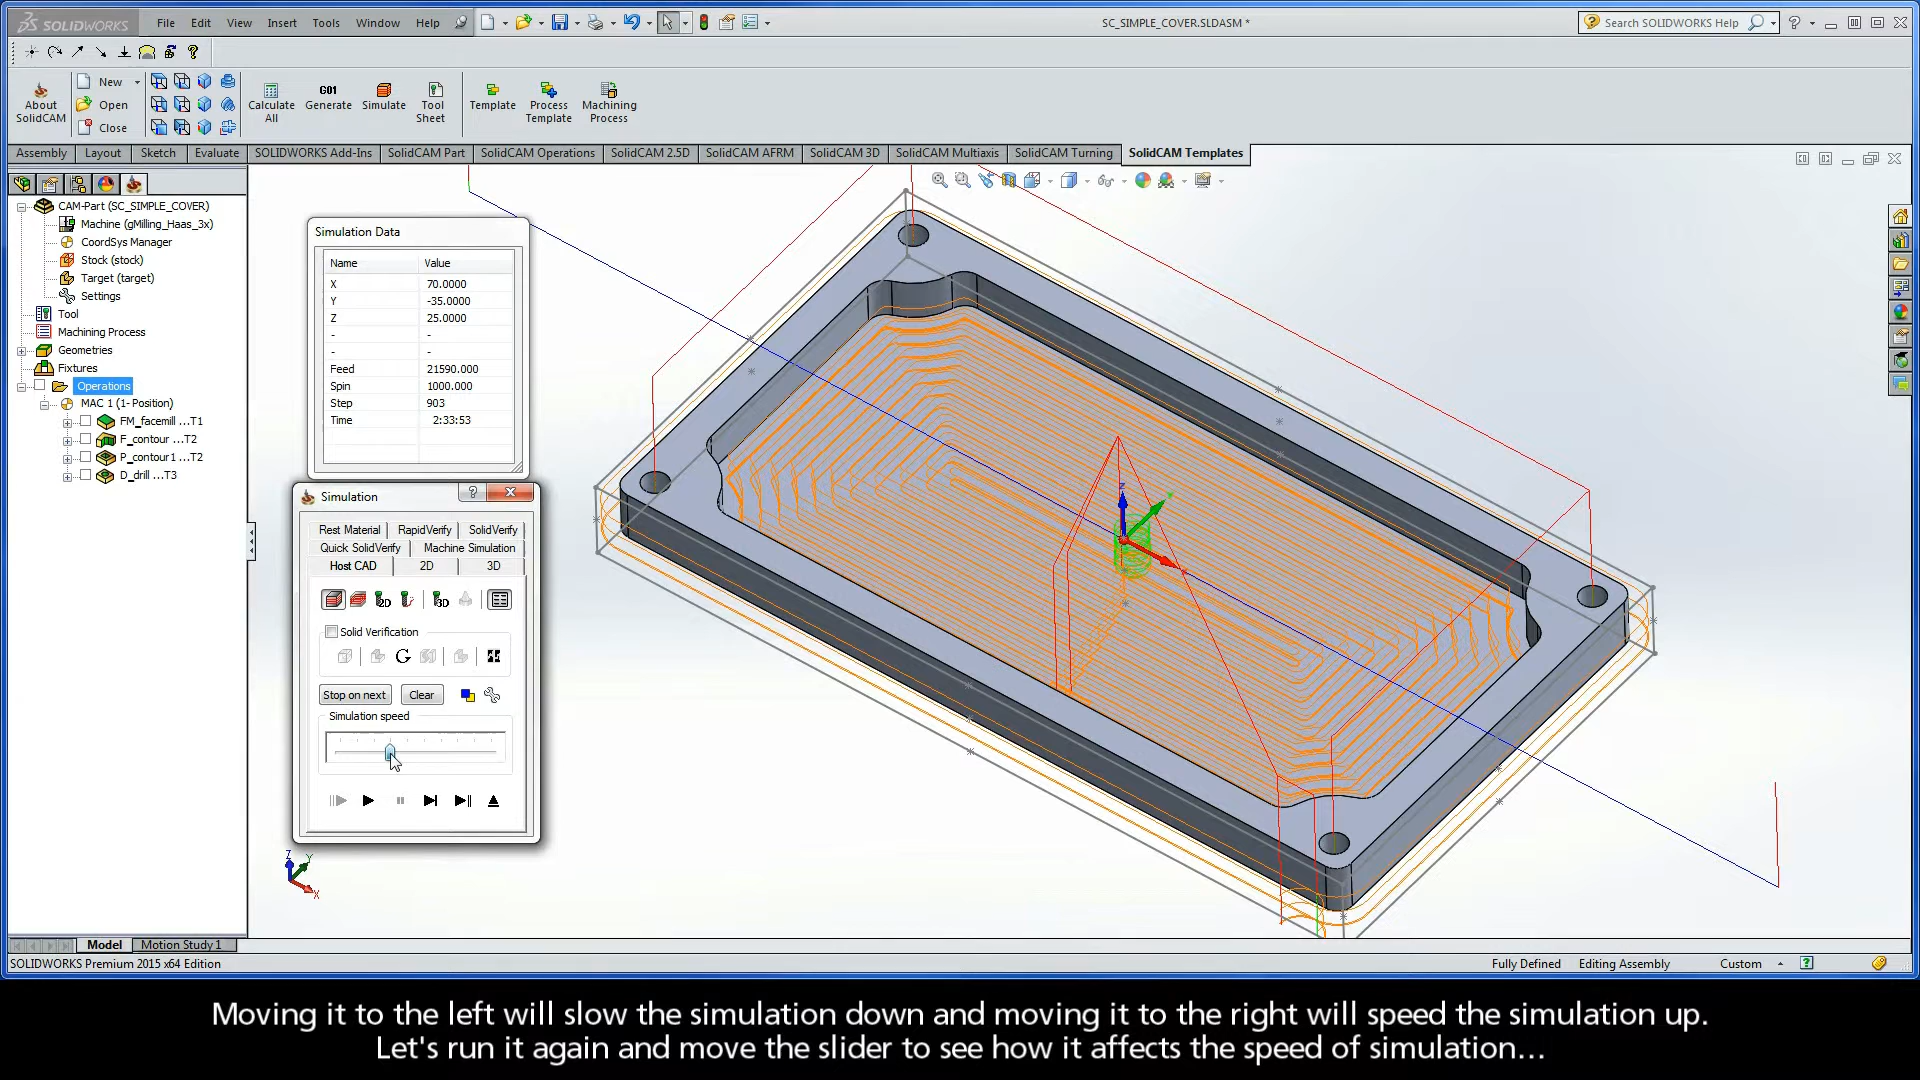 SOLIDWORKS File Edit View Insert Tools Window Help SC_SIMPLE_COVER.SLDASM * Search SOLIDWORKS Help
About SolidCAM
New
Open
Close
Calculate All
G01 Generate
Simulate
Tool Sheet
Template
Process Template
Machining Process
Assembly Layout Sketch Evaluate SOLIDWORKS Add-Ins SolidCAM Part SolidCAM Operations SolidCAM 2.5D SolidCAM AFRM SolidCAM 3D SolidCAM Multiaxis SolidCAM Turning SolidCAM Templates
CAM-Part (SC_SIMPLE_COVER)
Machine (gMilling_Haas_3x)
CoordSys Manager
Stock (stock)
Target (target)
Settings
Tool
Machining Process
Geometries
Fixtures
Operations
MAC 1 (1- Position)
FM_facemill ...T1
F_contour ...T2
P_contour1 ...T2
D_drill ...T3
Simulation Data
Name Value
X 70.0000
Y -35.0000
Z 25.0000
- -
- -
Feed 21590.000
Spin 1000.000
Step 903
Time 2:33:53
Simulation
Rest Material RapidVerify SolidVerify
Quick SolidVerify Machine Simulation
Host CAD 2D 3D
2D 3D
Solid Verification
G
Stop on next Clear
Simulation speed
Z
Z Y
X
Model Motion Study 1
SOLIDWORKS Premium 2015 x64 Edition Fully Defined Editing Assembly Custom
Moving it to the left will slow the simulation down and moving it to the right will speed the simulation up.
Let's run it again and move the slider to see how it affects the speed of simulation...